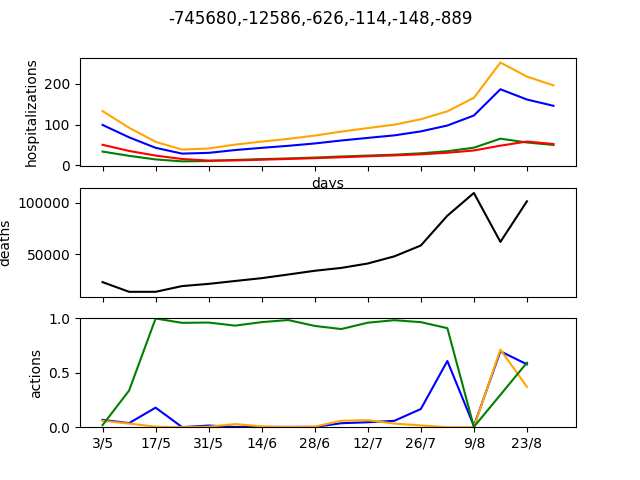 -745680,-12586,-626,-114,-148,-889
hospitalizations
200
100
0
days
deaths
100000
50000
actions
1.0
0.5
0.0
3/5 17/5 31/5 14/6 28/6 12/7 26/7 9/8 23/8